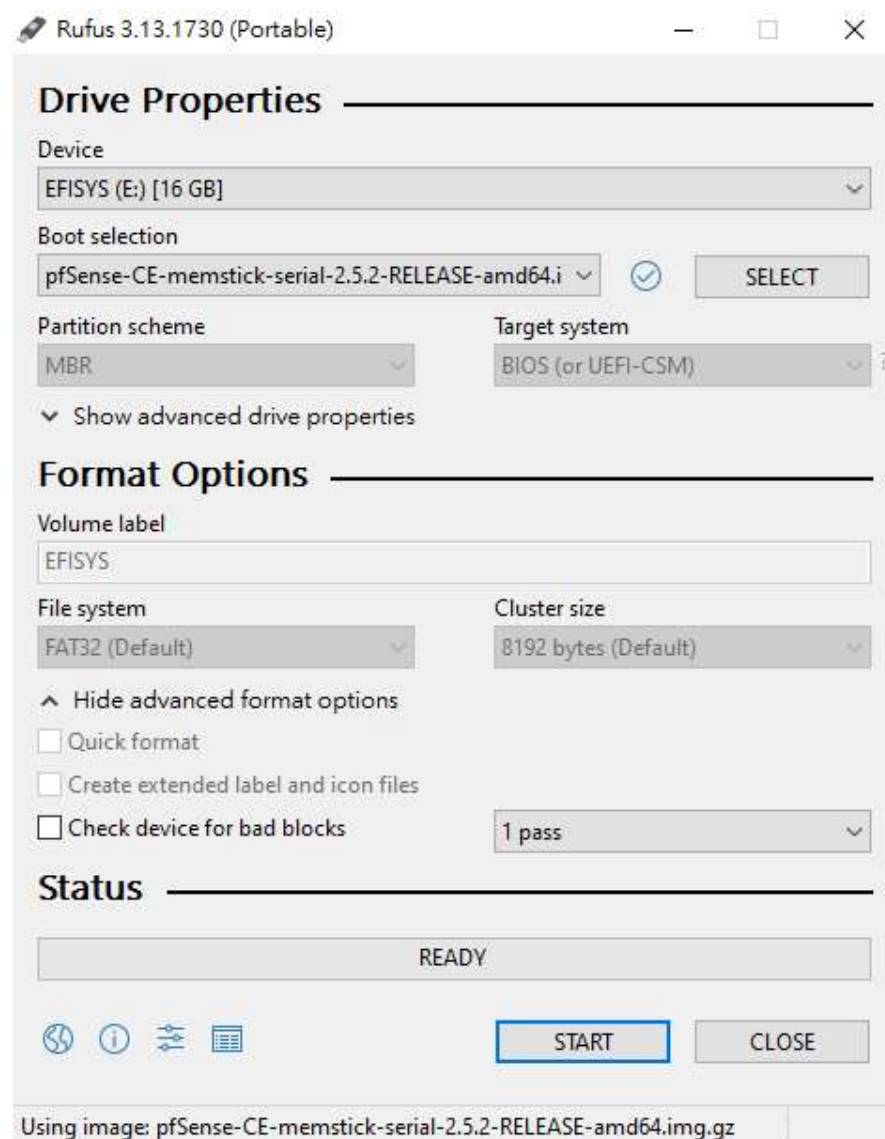 Rufus 3.13.1730 (Portable)
Drive Properties
Device
EFISYS (E:) [16 GB]
Boot selection
pfSense-CE-memstick-serial-2.5.2-RELEASE-amd64.i
SELECT
Partition scheme
Target system
MBR
BIOS (or UEFI-CSM)
Show advanced drive properties
Format Options
Volume label
EFISYS
File system
Cluster size
FAT32 (Default)
8192 bytes (Default)
Hide advanced format options
Quick format
Create extended label and icon files
Check device for bad blocks
1 pass
Status
READY
START
CLOSE
Using image: pfSense-CE-memstick-serial-2.5.2-RELEASE-amd64.img.gz